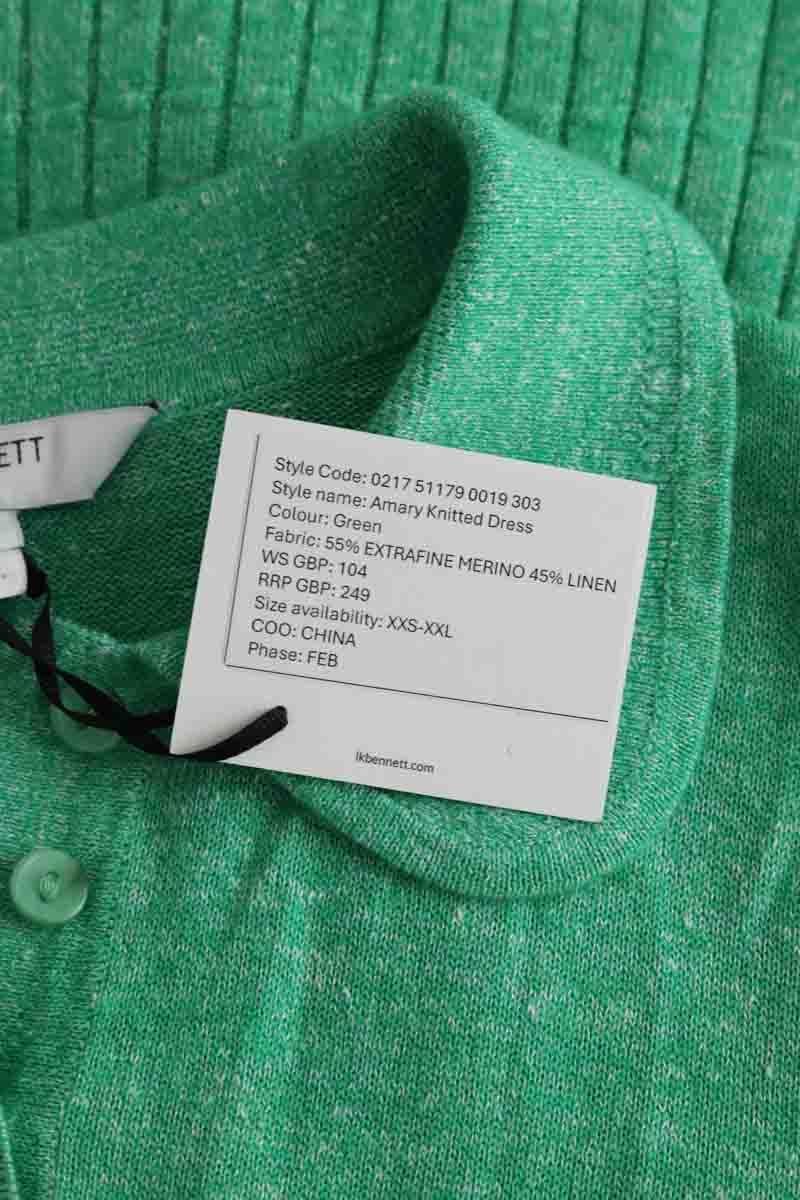 ETT
Style Code: 0217 51179 0019 303
Style name: Amary Knitted Dress
Colour: Green
Fabric: 55% EXTRAFINE MERINO 45% LINEN
WS GBP: 104
RRP GBP: 249
Size availability: XXS-XXL
COO: CHINA
Phase: FEB
lkbennett.com